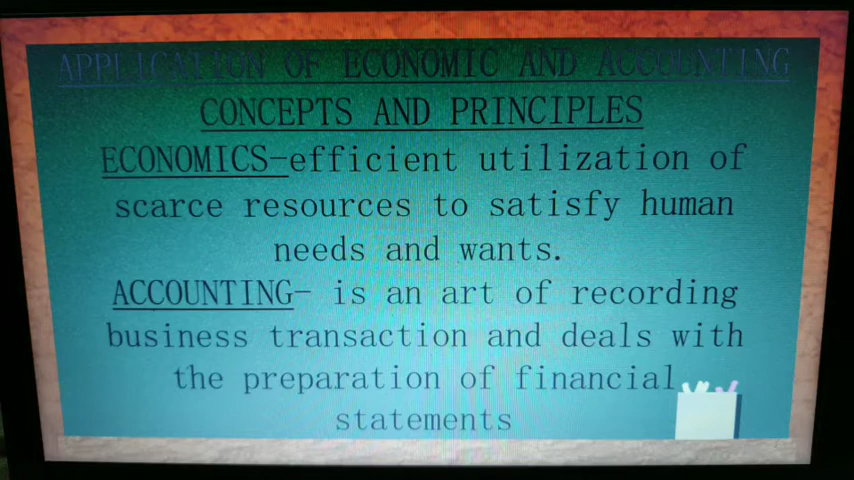 APPLICATION OF ECONOMIC AND ACCOUNTING
CONCEPTS AND PRINCIPLES
ECONOMICS-efficient utilization of
scarce resources to satisfy human
needs and wants.
ACCOUNTING- is an art of recording
business transaction and deals with
the preparation of financial
statements